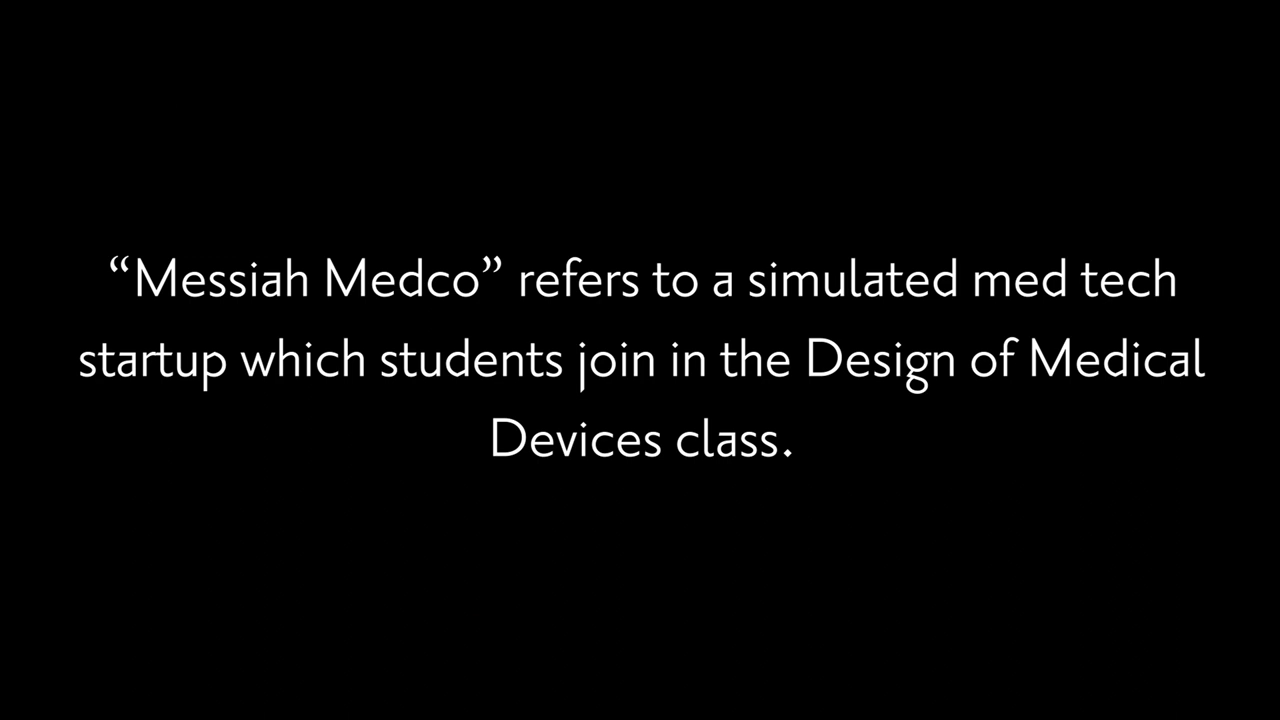 “Messiah Medco” refers to a simulated med tech
startup which students join in the Design of Medical
Devices class.